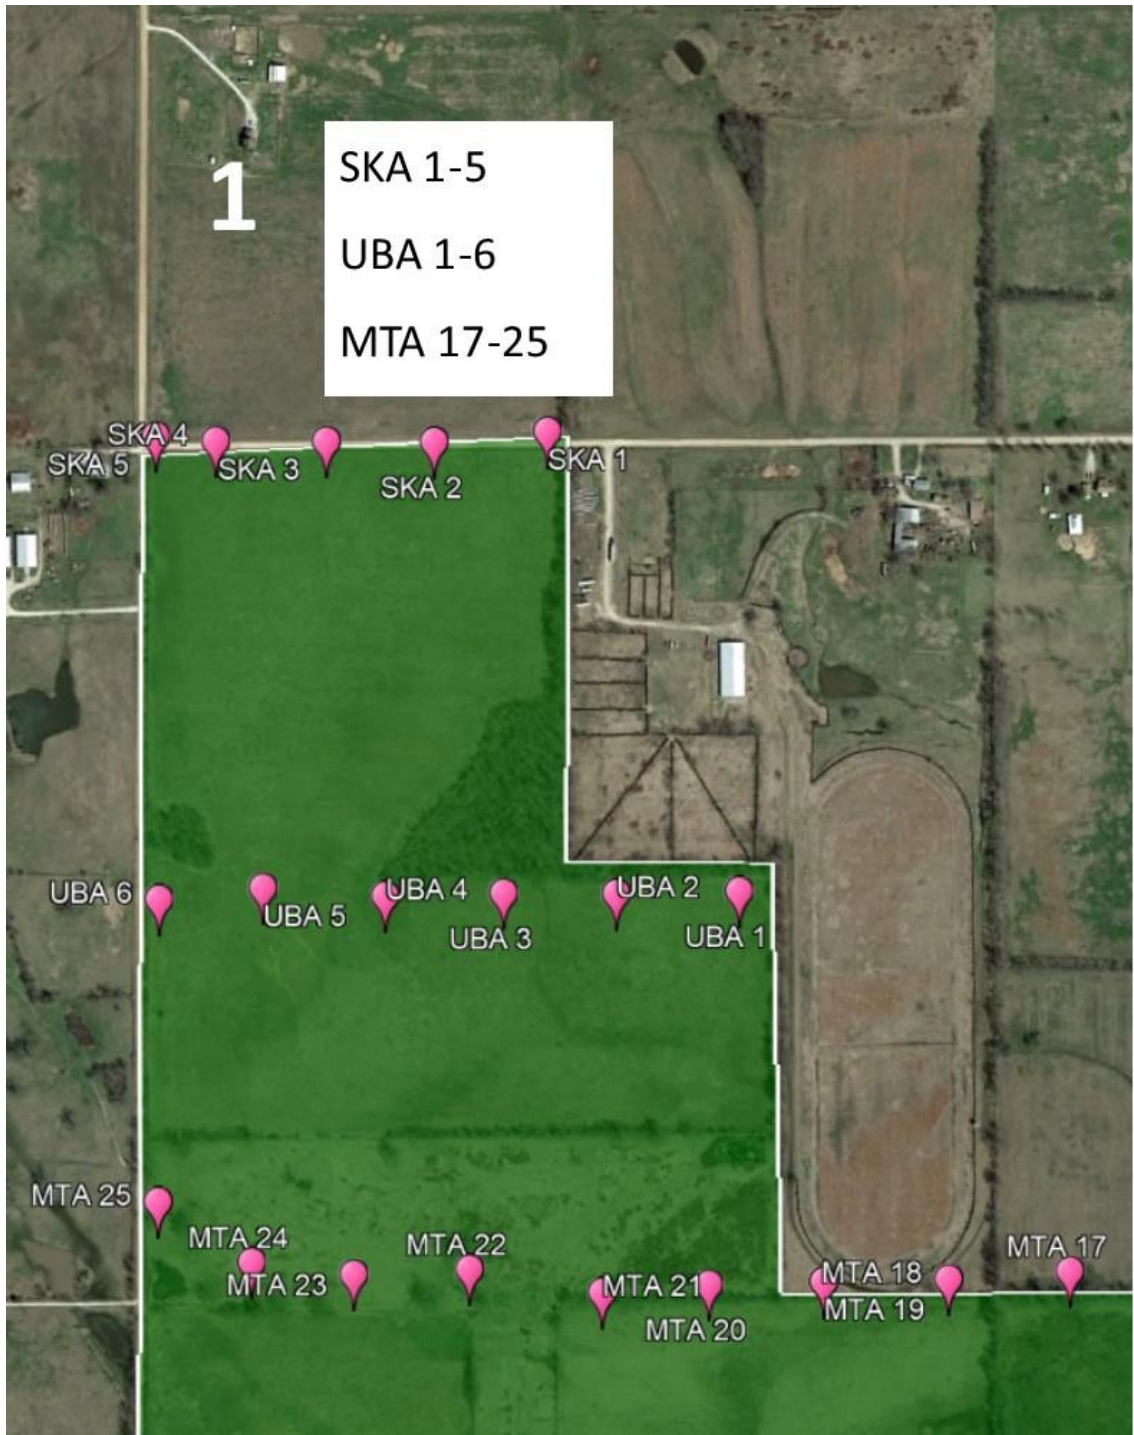 1
SKA 1-5
UBA 1-6
MTA 17-25
SKA 4
SKA 5
SKA 3
SKA 2
SKA 1
UBA 6
UBA 5
UBA 4
UBA 3
UBA 2
UBA 1
MTA 25
MTA 24
MTA 23
MTA 22
MTA 21
MTA 20
MTA 18
MTA 19
MTA 17